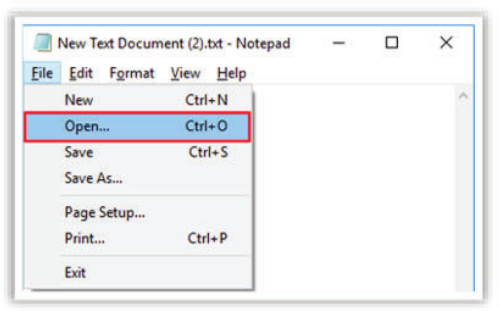 New Text Document (2).txt - Notepad
File Edit Format View Help
New Ctrl+N
Open... Ctrl+O
Save Ctrl+S
Save As...
Page Setup...
Print... Ctrl+P
Exit